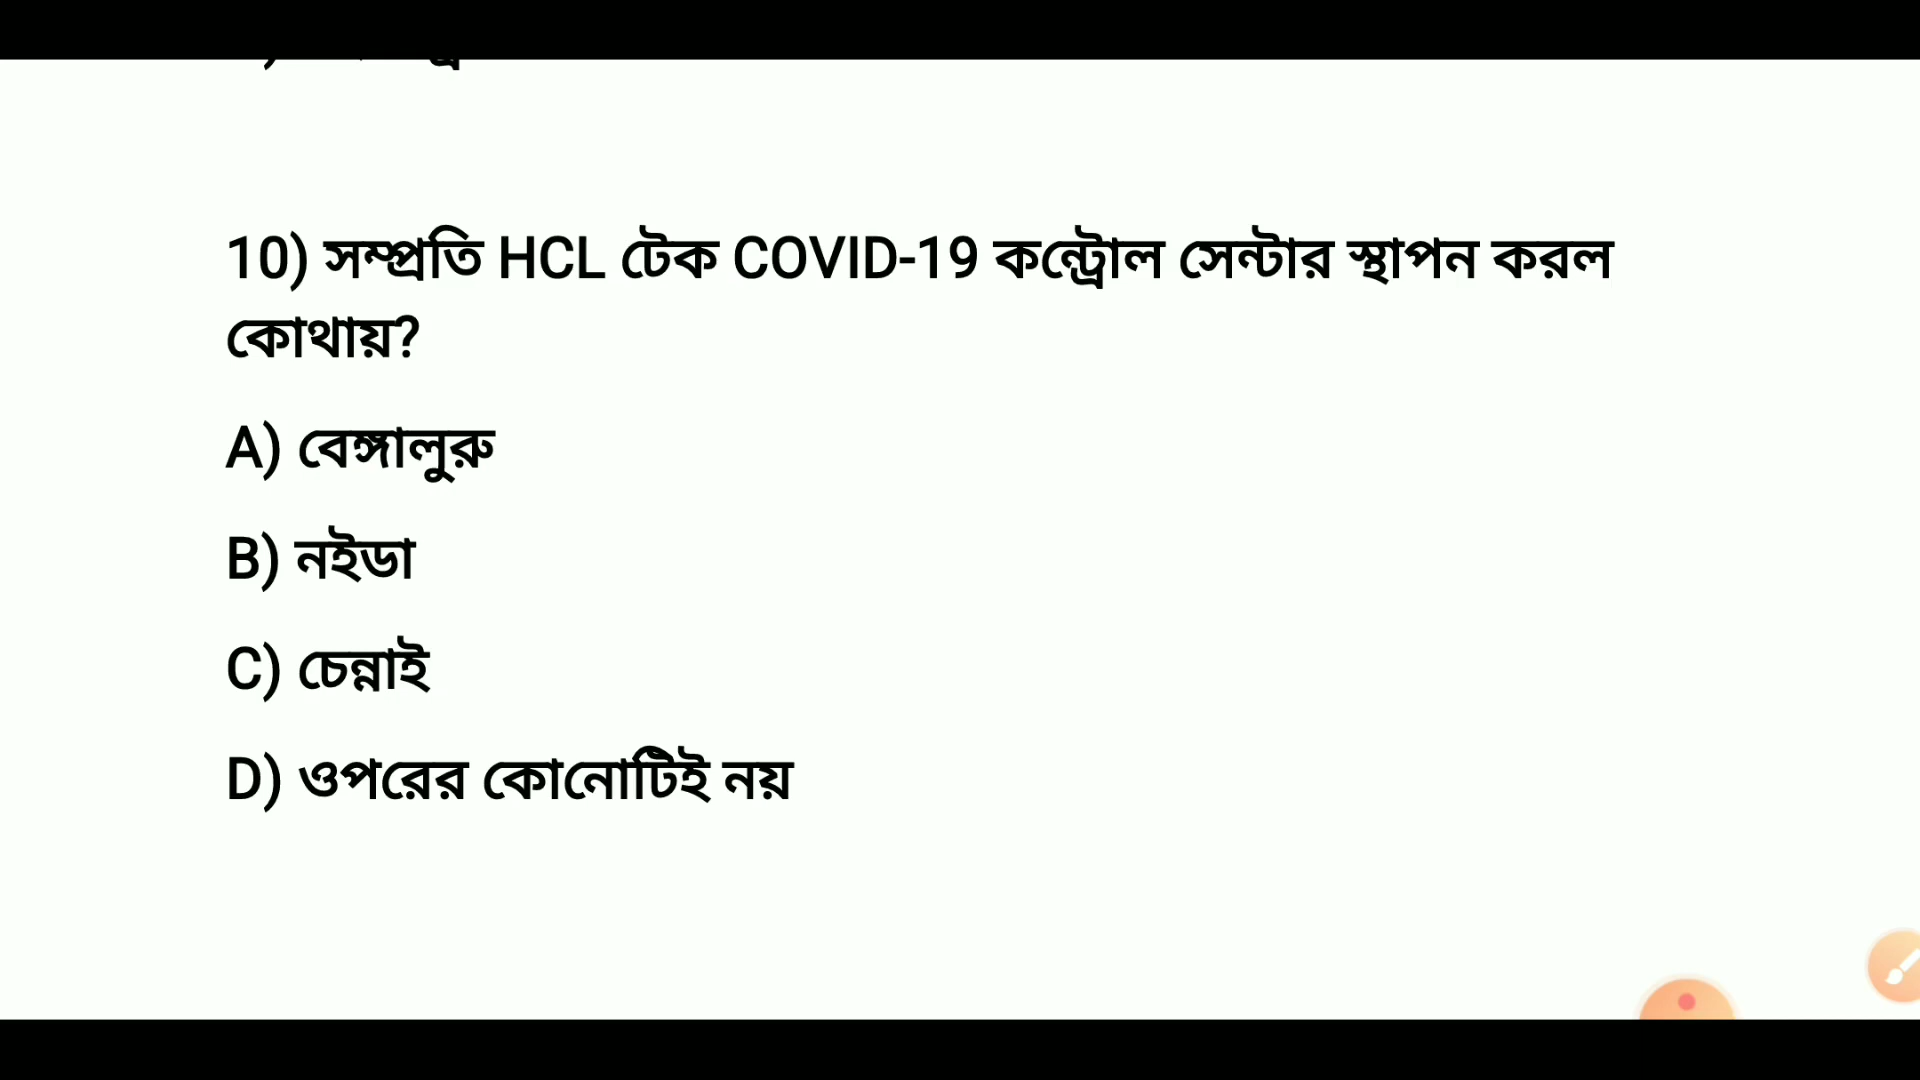 10) সম্প্রতি HCL টেক COVID-19 কন্ট্রোল সেন্টার স্থাপন করল
কোথায়?
A) বেঙ্গালুরু
B) নইডা
C) চেন্নাই
D) ওপরের কোনোটিই নয়